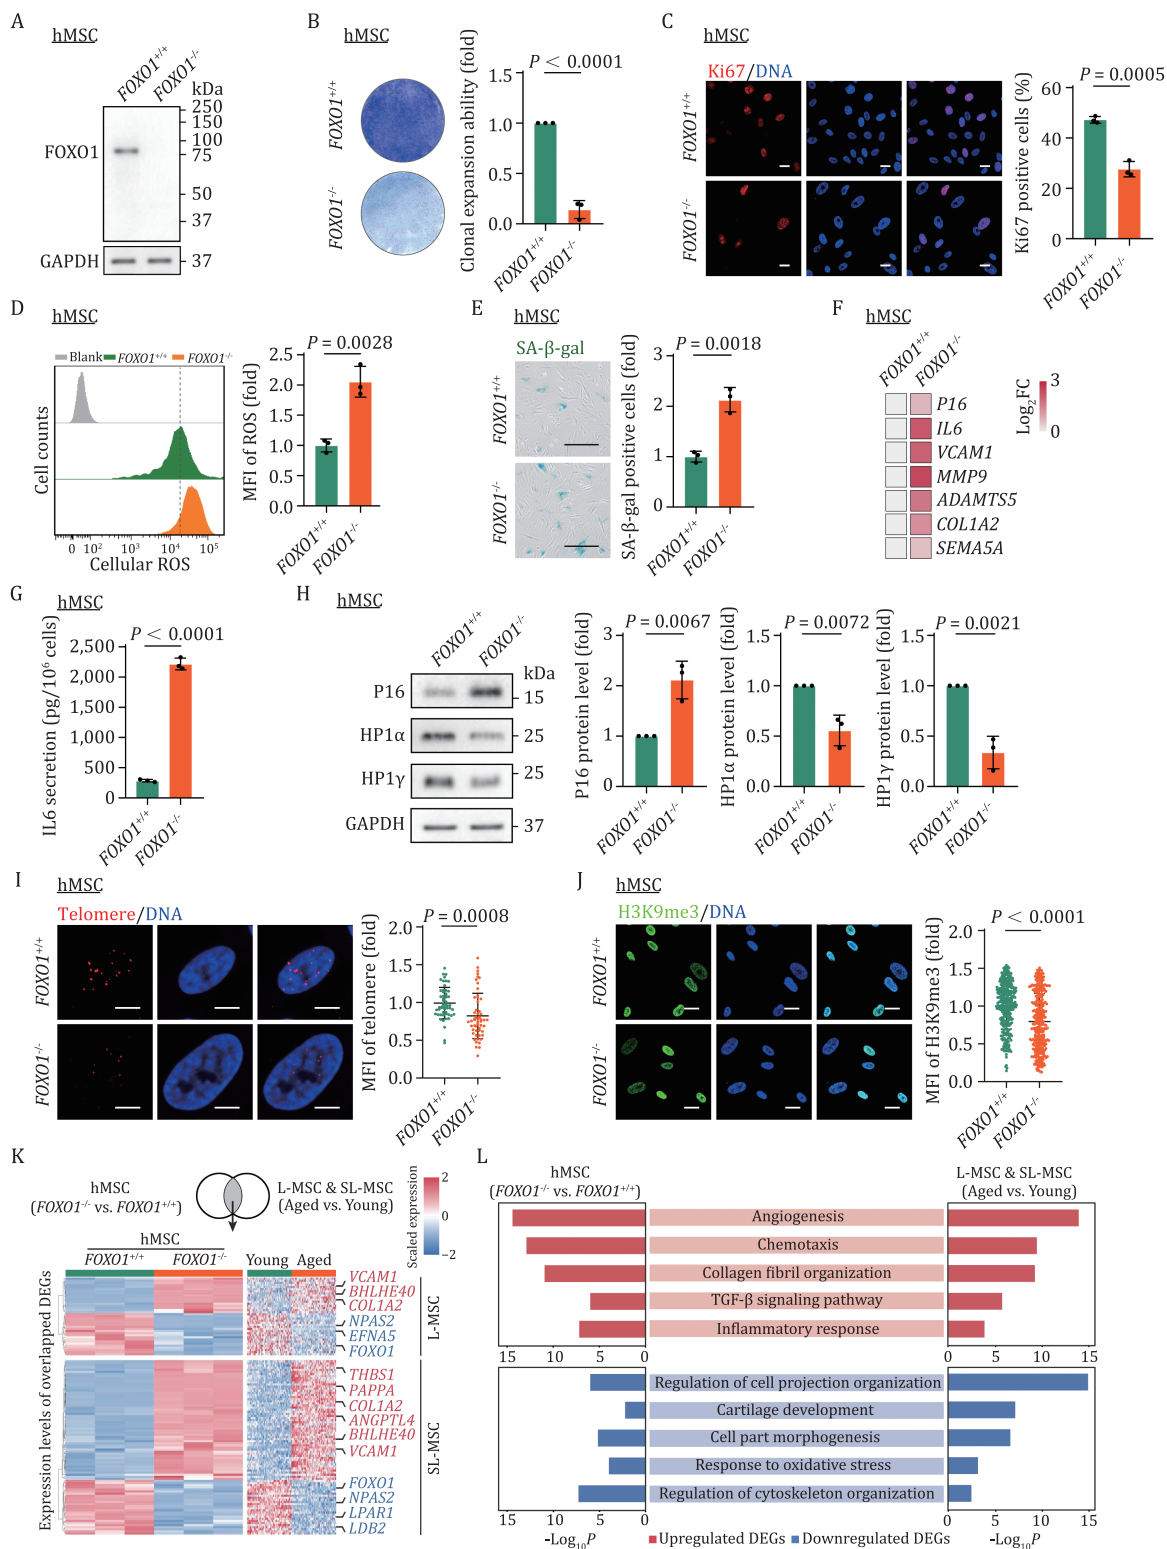 A
hMSC
FOXO1+/+
FOXO1-/-
kDa
250
150
100
75
50
37
FOXO1
GAPDH
37
B
hMSC
FOXO1+/+
FOXO1-/-
P < 0.0001
Clonal expansion ability (fold)
1.5
1.0
0.5
0.0
FOXO1+/+
FOXO1-/-
C
hMSC
Ki67/DNA
FOXO1+/+
FOXO1-/-
P = 0.0005
Ki67 positive cells (%)
60
40
20
0
FOXO1+/+
FOXO1-/-
D
hMSC
Blank
FOXO1+/+
FOXO1-/-
Cell counts
0 10² 10³ 10⁴ 10⁵
Cellular ROS
P = 0.0028
MFI of ROS (fold)
2.5
2.0
1.5
1.0
0.5
0.0
FOXO1+/+
FOXO1-/-
E
hMSC
SA-β-gal
FOXO1+/+
FOXO1-/-
P = 0.0018
SA-β-gal positive cells (fold)
3
2
1
0
FOXO1+/+
FOXO1-/-
F
hMSC
FOXO1+/+
FOXO1-/-
P16
IL6
VCAM1
MMP9
ADAMTS5
COL1A2
SEMA5A
Log₂FC
3
0
G
hMSC
P < 0.0001
IL6 secretion (pg/10⁶ cells)
2,500
2,000
1,500
1,000
500
0
FOXO1+/+
FOXO1-/-
H
hMSC
FOXO1+/+
FOXO1-/-
kDa
P16
15
HP1α
25
HP1γ
25
GAPDH
37
P = 0.0067
P16 protein level (fold)
3
2
1
0
FOXO1+/+
FOXO1-/-
P = 0.0072
HP1α protein level (fold)
1.5
1.0
0.5
0.0
FOXO1+/+
FOXO1-/-
P = 0.0021
HP1γ protein level (fold)
1.5
1.0
0.5
0.0
FOXO1+/+
FOXO1-/-
I
hMSC
Telomere/DNA
FOXO1+/+
FOXO1-/-
P = 0.0008
MFI of telomere (fold)
2.0
1.5
1.0
0.5
0.0
FOXO1+/+
FOXO1-/-
J
hMSC
H3K9me3/DNA
FOXO1+/+
FOXO1-/-
P < 0.0001
MFI of H3K9me3 (fold)
2.0
1.5
1.0
0.5
0.0
FOXO1+/+
FOXO1-/-
K
hMSC
(FOXO1-/- vs. FOXO1+/+)
L-MSC & SL-MSC
(Aged vs. Young)
Scaled expression
2
0
−2
hMSC
FOXO1+/+ FOXO1-/-
Young Aged
Expression levels of overlapped DEGs
VCAM1
BHLHE40
COL1A2
NPAS2
EFNA5
FOXO1
L-MSC
THBS1
PAPPA
COL1A2
ANGPTL4
BHLHE40
VCAM1
FOXO1
NPAS2
LPAR1
LDB2
SL-MSC
L
hMSC
(FOXO1-/- vs. FOXO1+/+)
L-MSC & SL-MSC
(Aged vs. Young)
Angiogenesis
Chemotaxis
Collagen fibril organization
TGF-β signaling pathway
Inflammatory response
15 10 5 0
0 5 10 15
Regulation of cell projection organization
Cartilage development
Cell part morphogenesis
Response to oxidative stress
Regulation of cytoskeleton organization
15 10 5 0
0 5 10 15
-Log₁₀P
Upregulated DEGs
Downregulated DEGs
-Log₁₀P